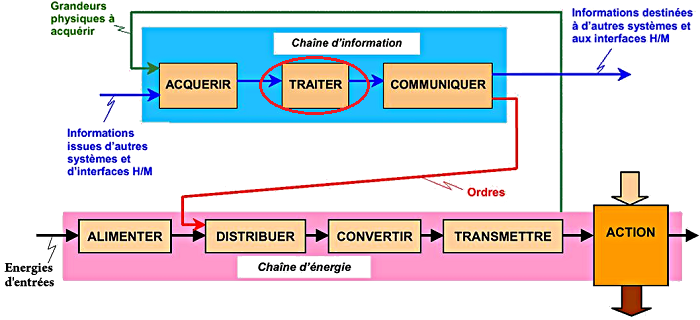 Grandeurs
physiques à
acquérir
Informations destinées
à d'autres systèmes et
aux interfaces H/M
Chaîne d'information
ACQUERIR
TRAITER
COMMUNIQUER
Informations
issues d'autres
systèmes et
d'interfaces H/M
Ordres
ALIMENTER
DISTRIBUER
CONVERTIR
TRANSMETTRE
ACTION
Chaîne d'énergie
Energies
d'entrées